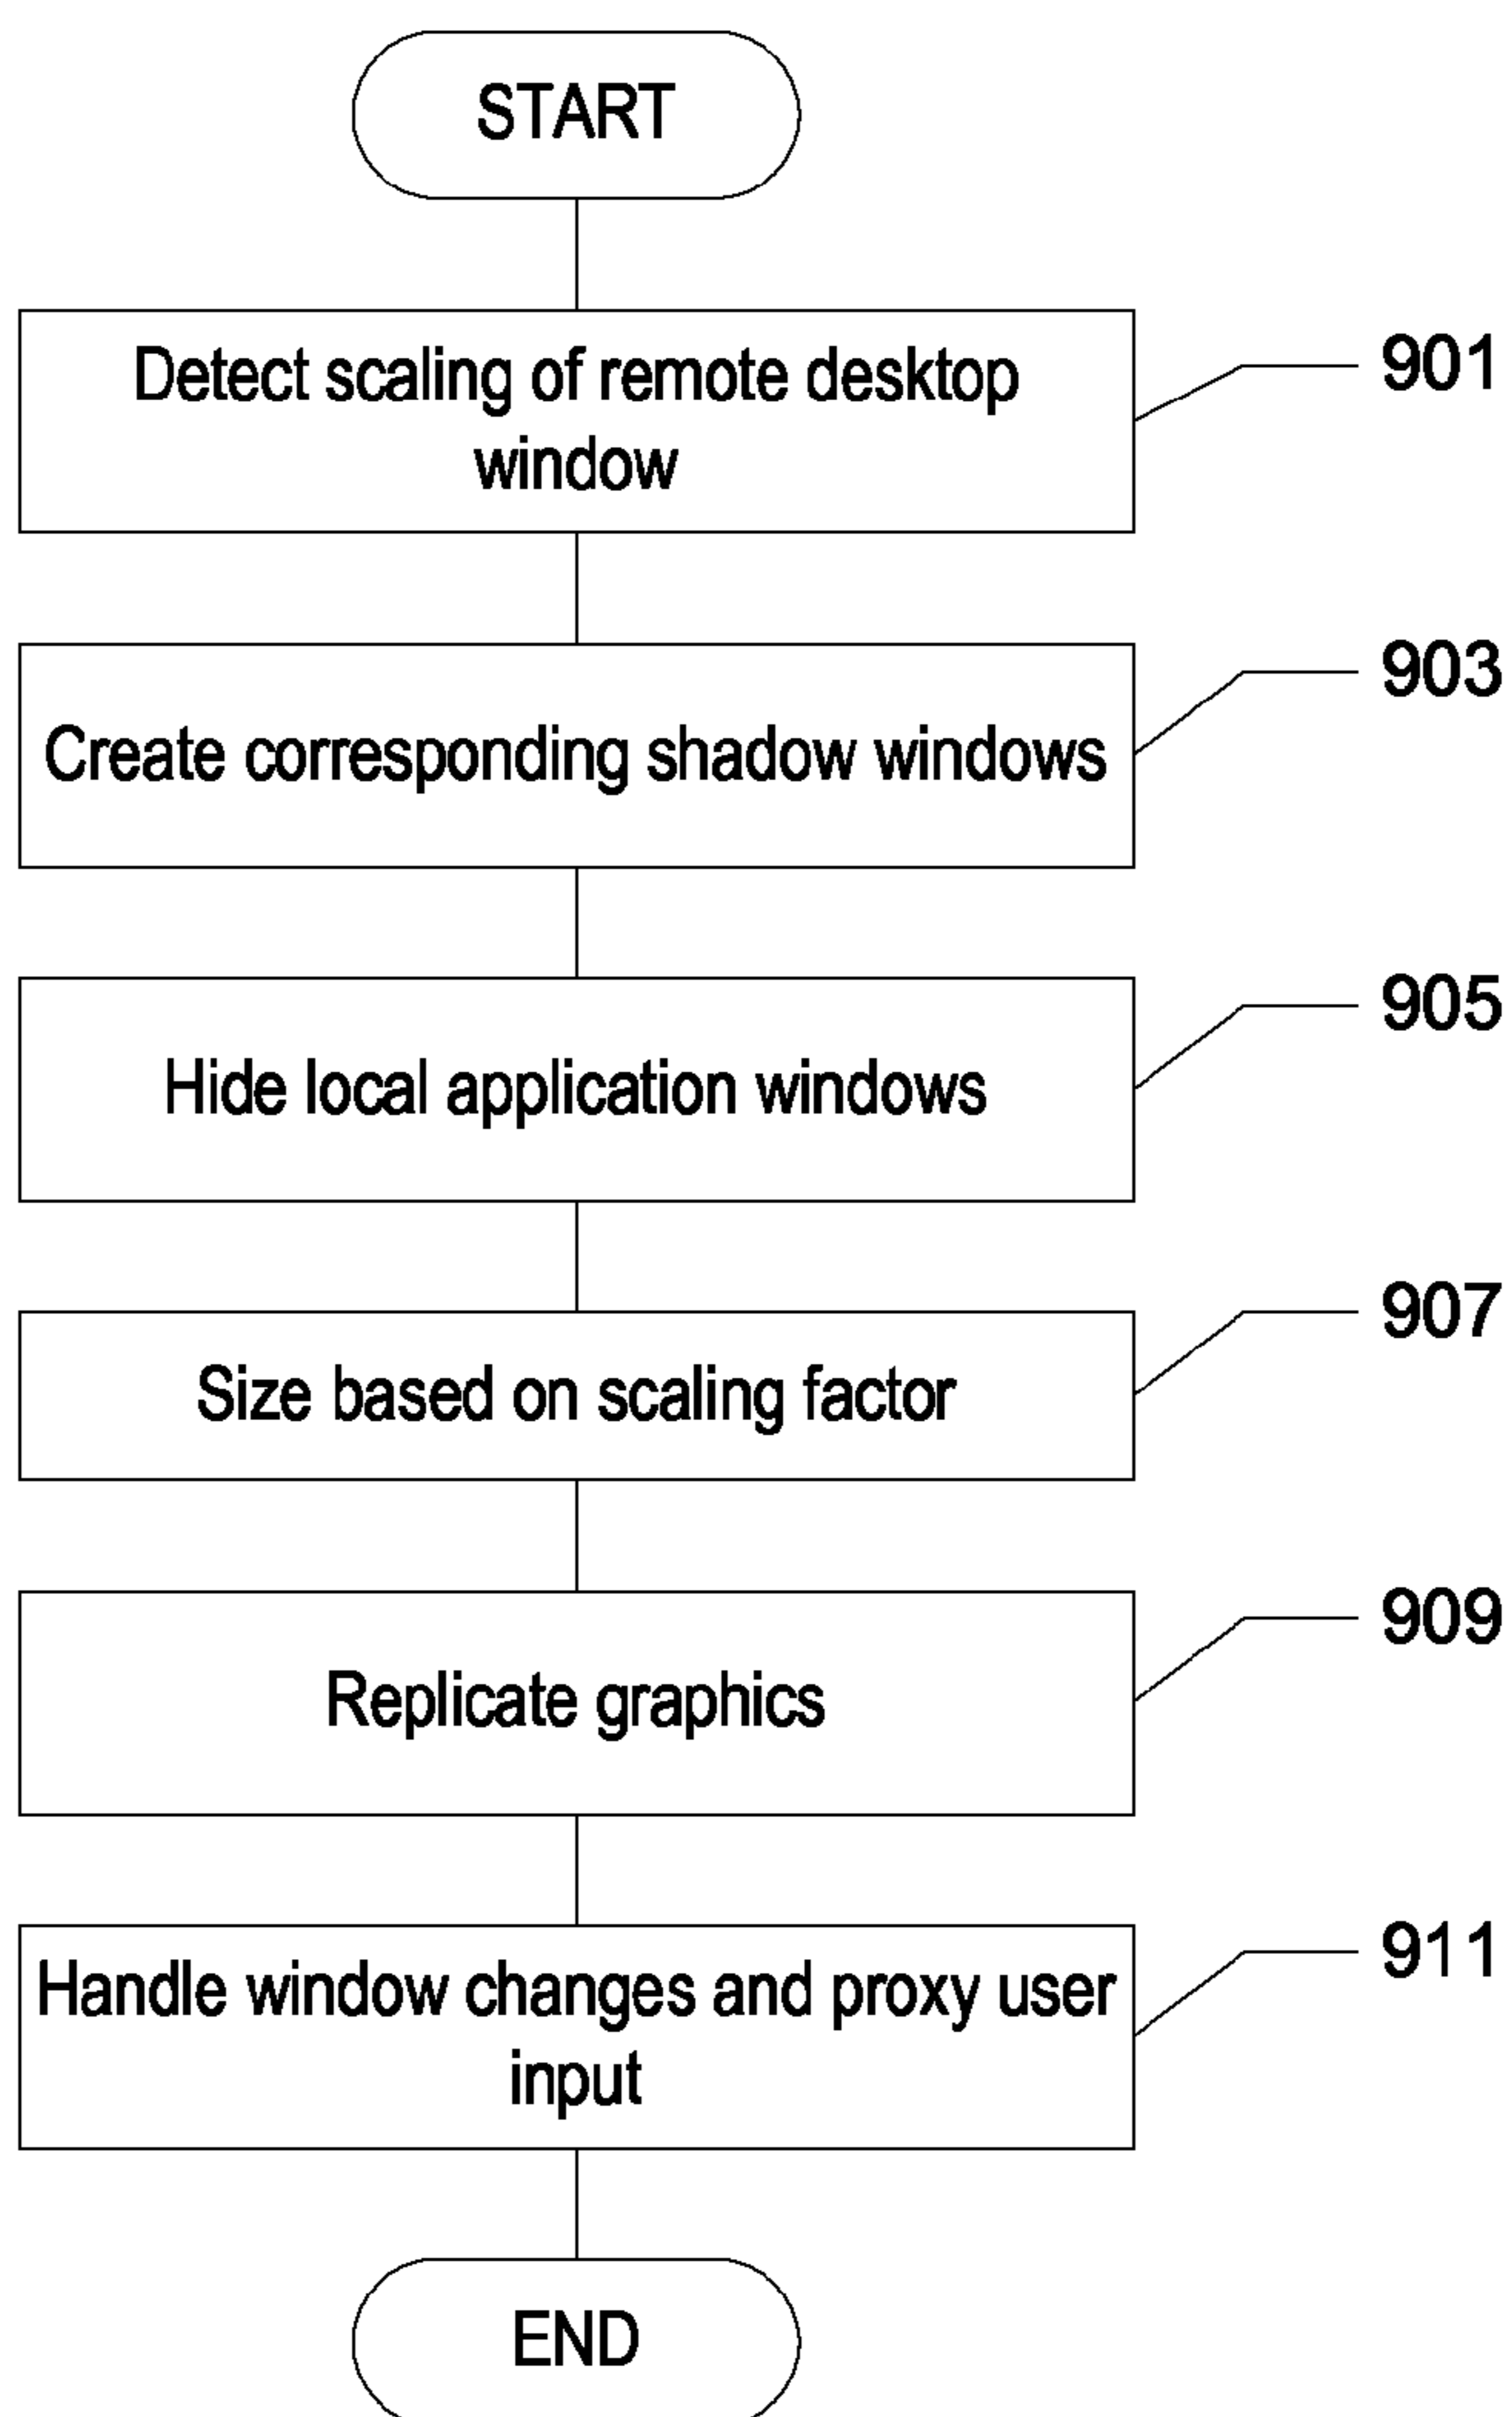 START
Detect scaling of remote desktop
window
901
Create corresponding shadow windows
903
Hide local application windows
905
Size based on scaling factor
907
Replicate graphics
909
Handle window changes and proxy user
input
911
END